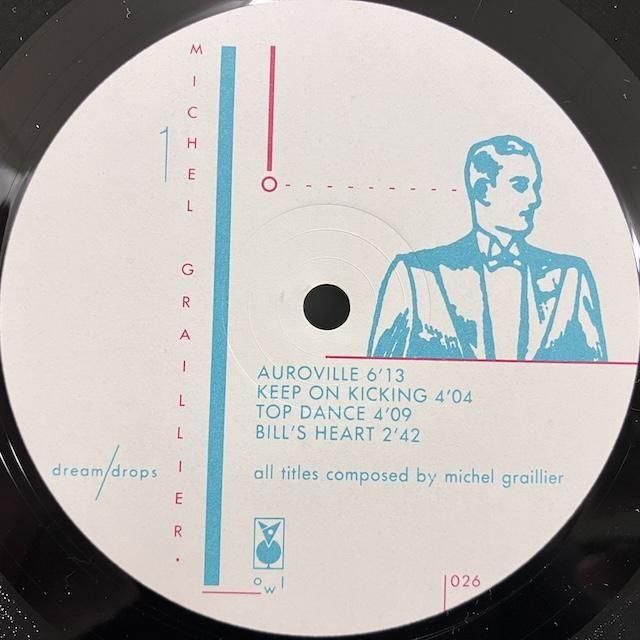 MICHEL GRAILLIER.
1
AUROVILLE 6'13
KEEP ON KICKING 4'04
TOP DANCE 4'09
BILL'S HEART 2'42
dream/drops
all titles composed by michel graillier
owl
026